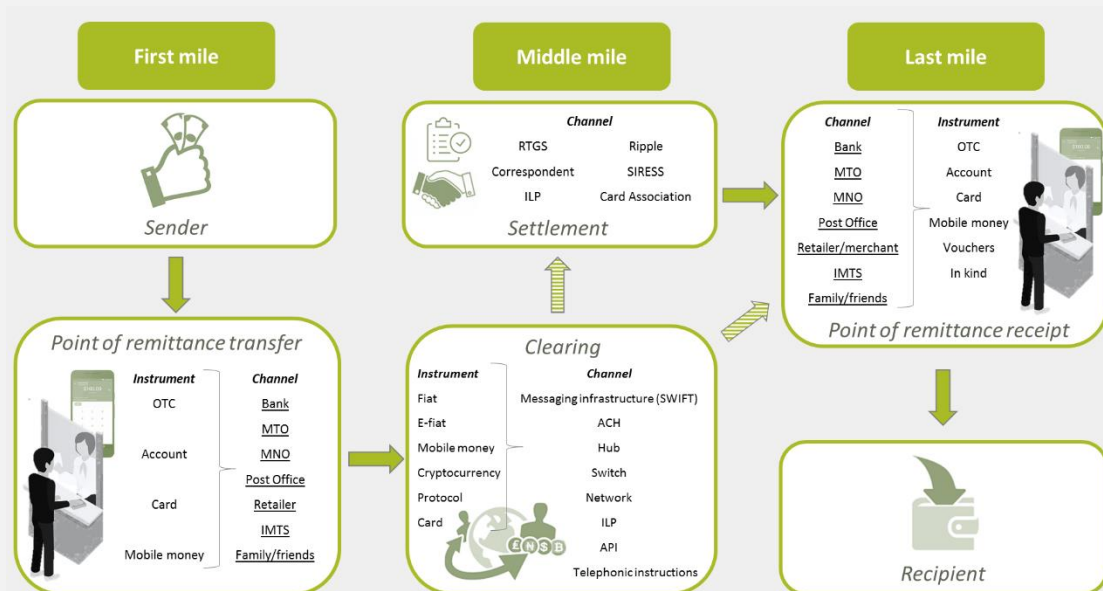 First mile
Middle mile
Last mile
Sender
Point of remittance transfer
Instrument
OTC
Account
Card
Mobile money
Channel
Bank
MTO
MNO
Post Office
Retailer
IMTS
Family/friends
Channel
RTGS
Ripple
Correspondent
SIRESS
ILP
Card Association
Settlement
Clearing
Instrument
Fiat
E-fiat
Mobile money
Cryptocurrency
Protocol
Card
Channel
Messaging infrastructure (SWIFT)
ACH
Hub
Switch
Network
ILP
API
Telephonic instructions
£ N $ B
Channel
Bank
MTO
MNO
Post Office
Retailer/merchant
IMTS
Family/friends
Instrument
OTC
Account
Card
Mobile money
Vouchers
In kind
Point of remittance receipt
Recipient